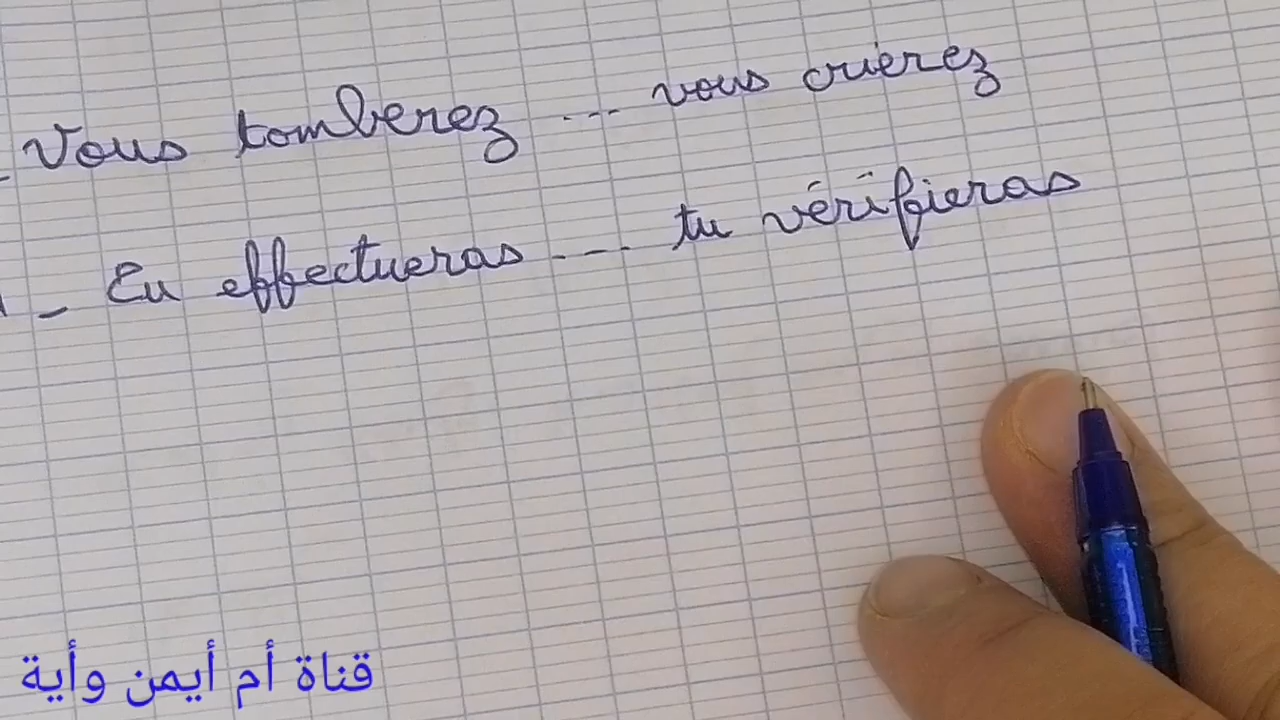 Vous tomberez --- vous crierez
- Tu effectueras --- tu vérifieras
قناة أم أيمن وأية